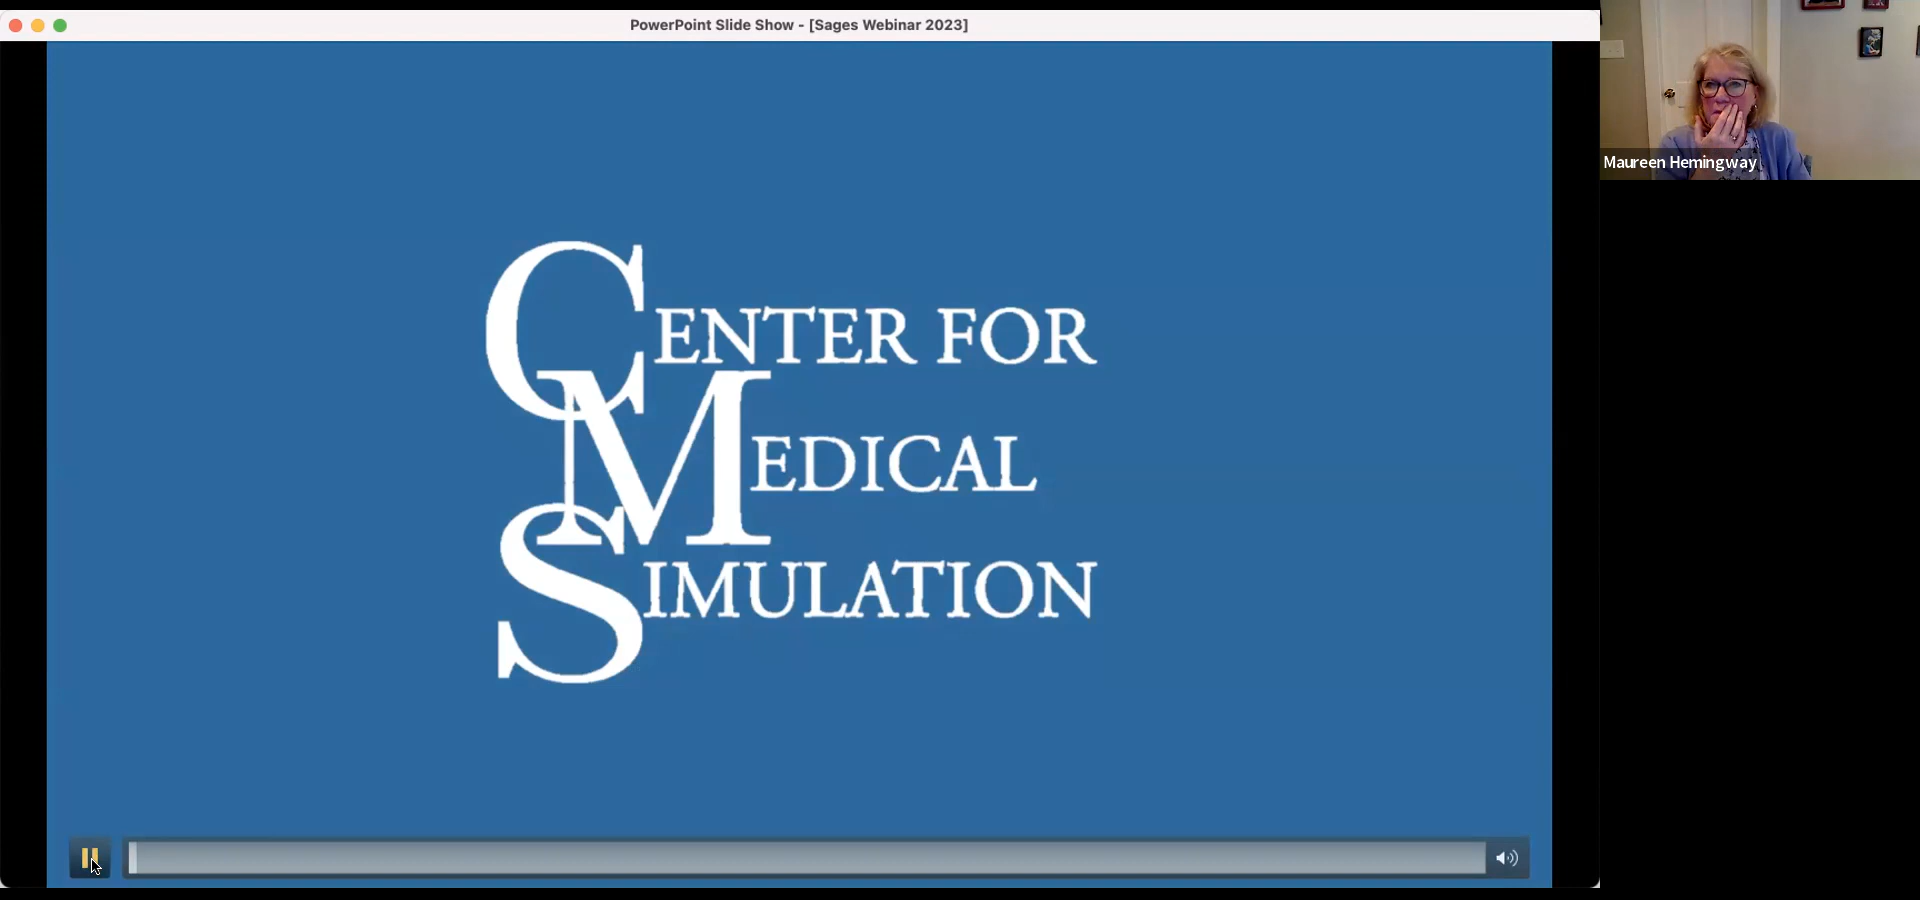 PowerPoint Slide Show - [Sages Webinar 2023]
CENTER FOR
MEDICAL
SIMULATION
Maureen Hemingway